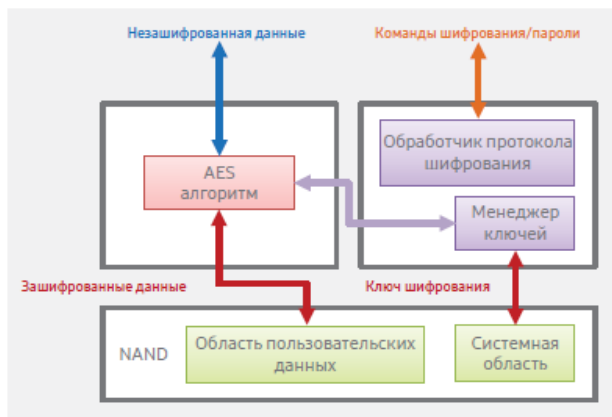 Незашифрованная данные
Команды шифрования/пароли
AES
алгоритм
Обработчик протокола
шифрования
Менеджер
ключей
Зашифрованные данные
Ключ шифрования
NAND
Область пользовательских
данных
Системная
область